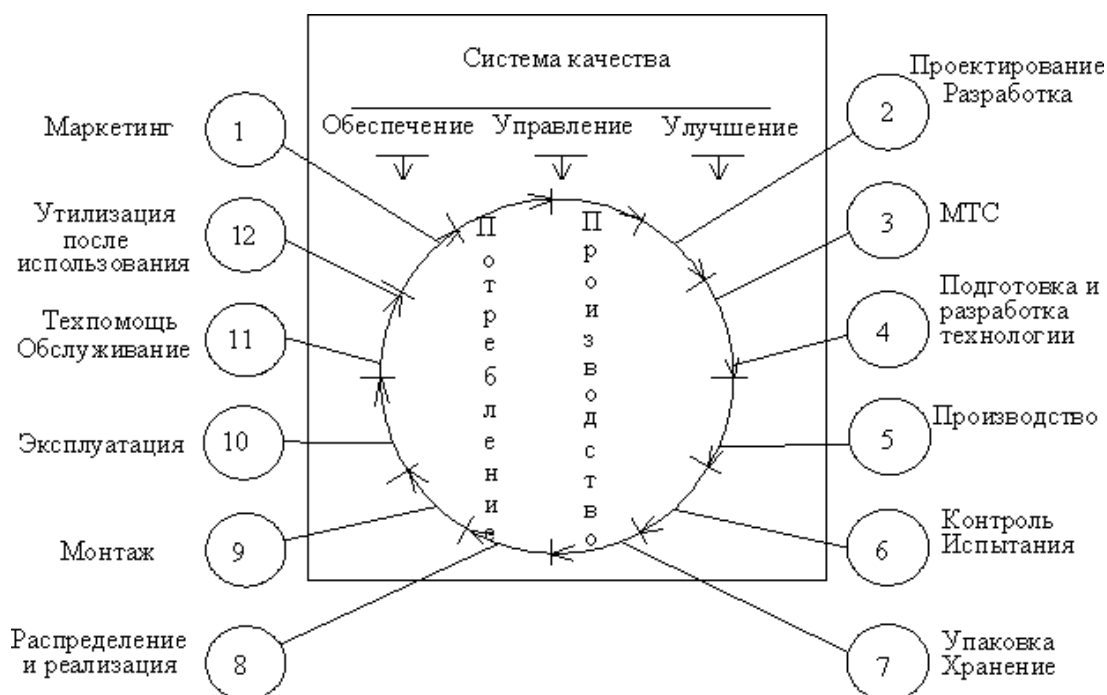 Система качества
Обеспечение Управление Улучшение
Маркетинг
1
Проектирование
Разработка
2
Утилизация
после
использования
12
МТС
3
Техпомощь
Обслуживание
11
Подготовка и
разработка
технологии
4
Эксплуатация
10
Производство
5
Монтаж
9
Контроль
Испытания
6
Распределение
и реализация
8
Упаковка
Хранение
7
Потребление
Производство